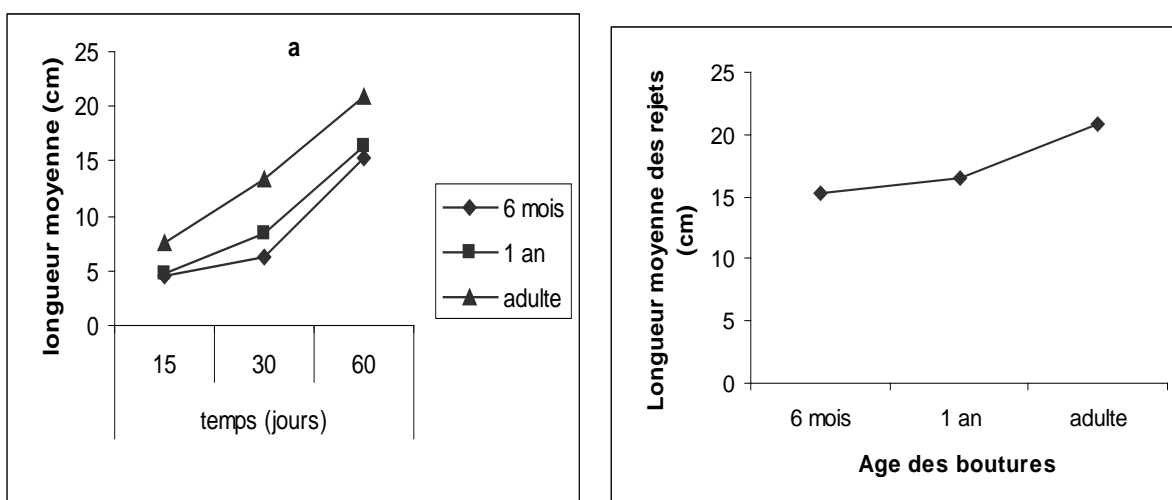 a
longueur moyenne (cm)
25
20
15
10
5
0
15 30 60
temps (jours)
6 mois
1 an
adulte
Longueur moyenne des rejets
(cm)
25
20
15
10
5
0
6 mois 1 an adulte
Age des boutures